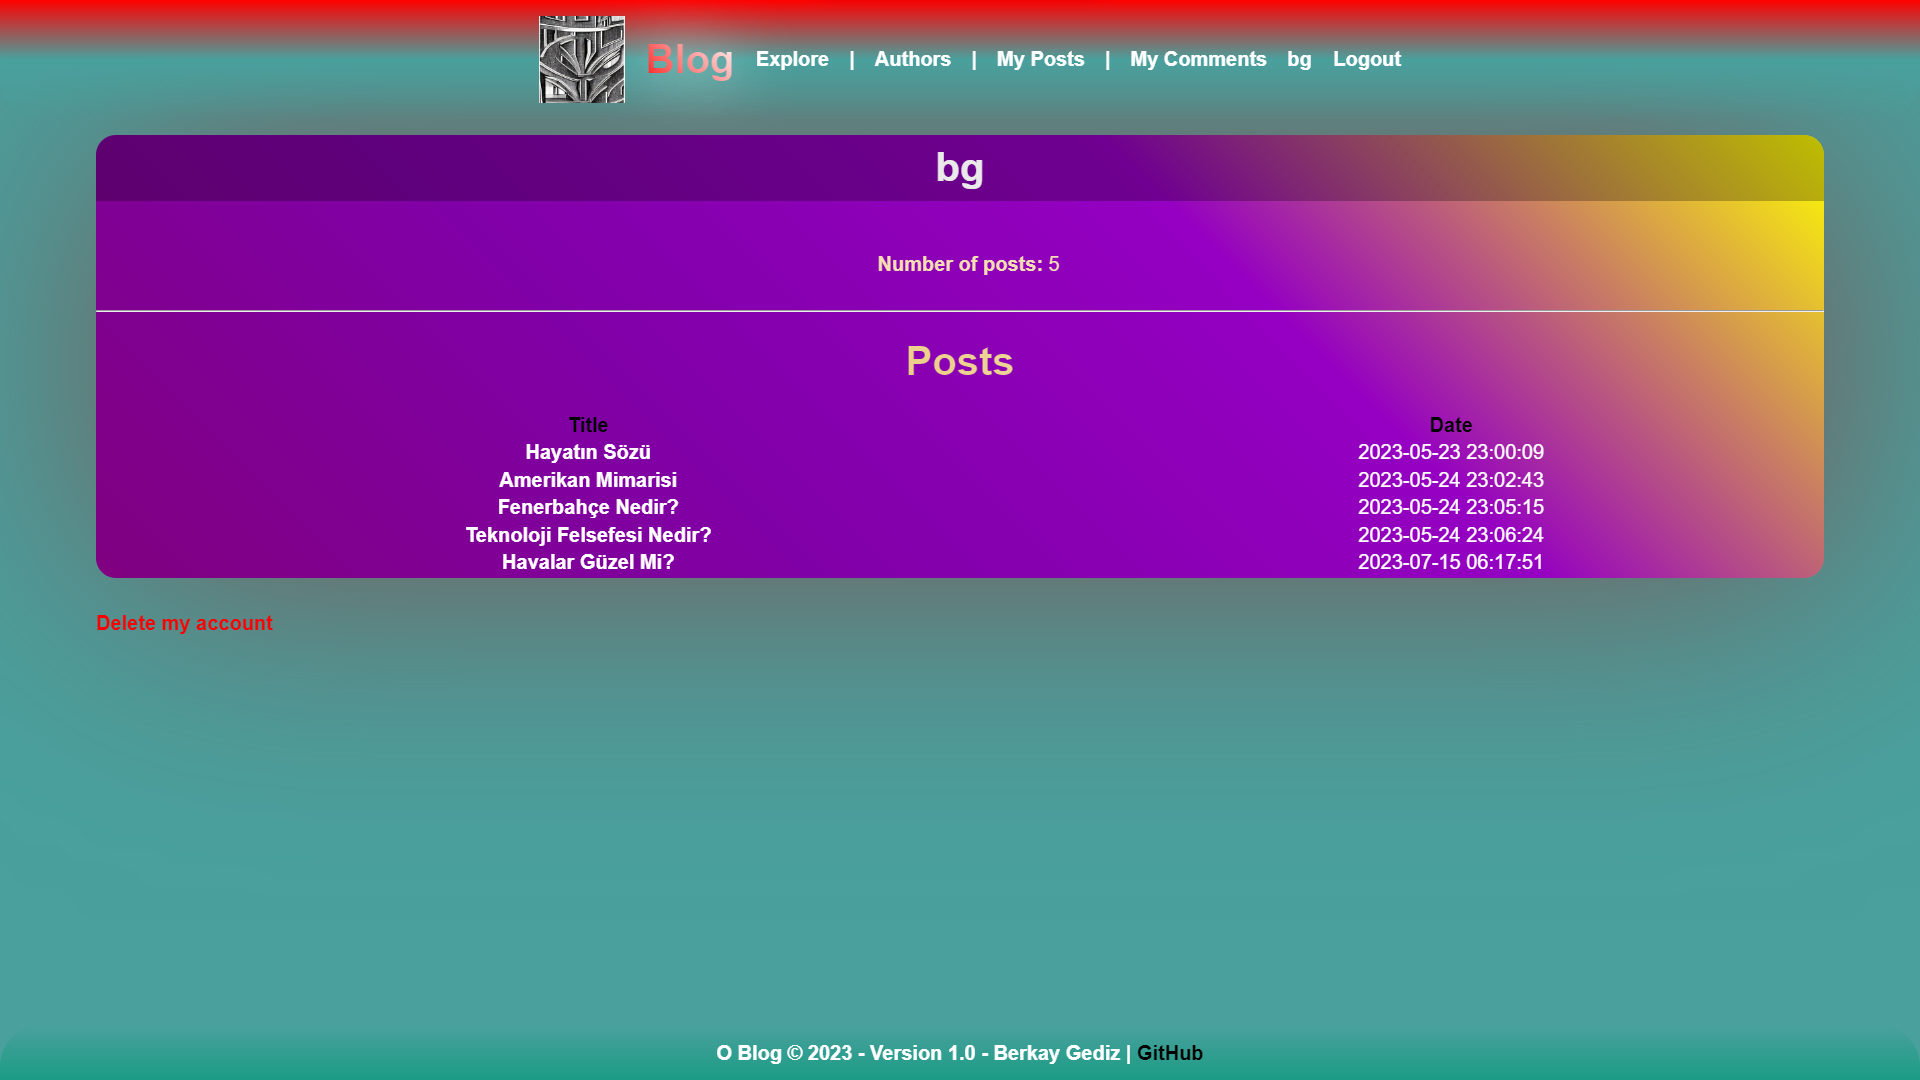 Blog Explore | Authors | My Posts | My Comments bg Logout
bg
Number of posts: 5
Posts
Title Date
Hayatın Sözü 2023-05-23 23:00:09
Amerikan Mimarisi 2023-05-24 23:02:43
Fenerbahçe Nedir? 2023-05-24 23:05:15
Teknoloji Felsefesi Nedir? 2023-05-24 23:06:24
Havalar Güzel Mi? 2023-07-15 06:17:51
Delete my account
O Blog © 2023 - Version 1.0 - Berkay Gediz | GitHub